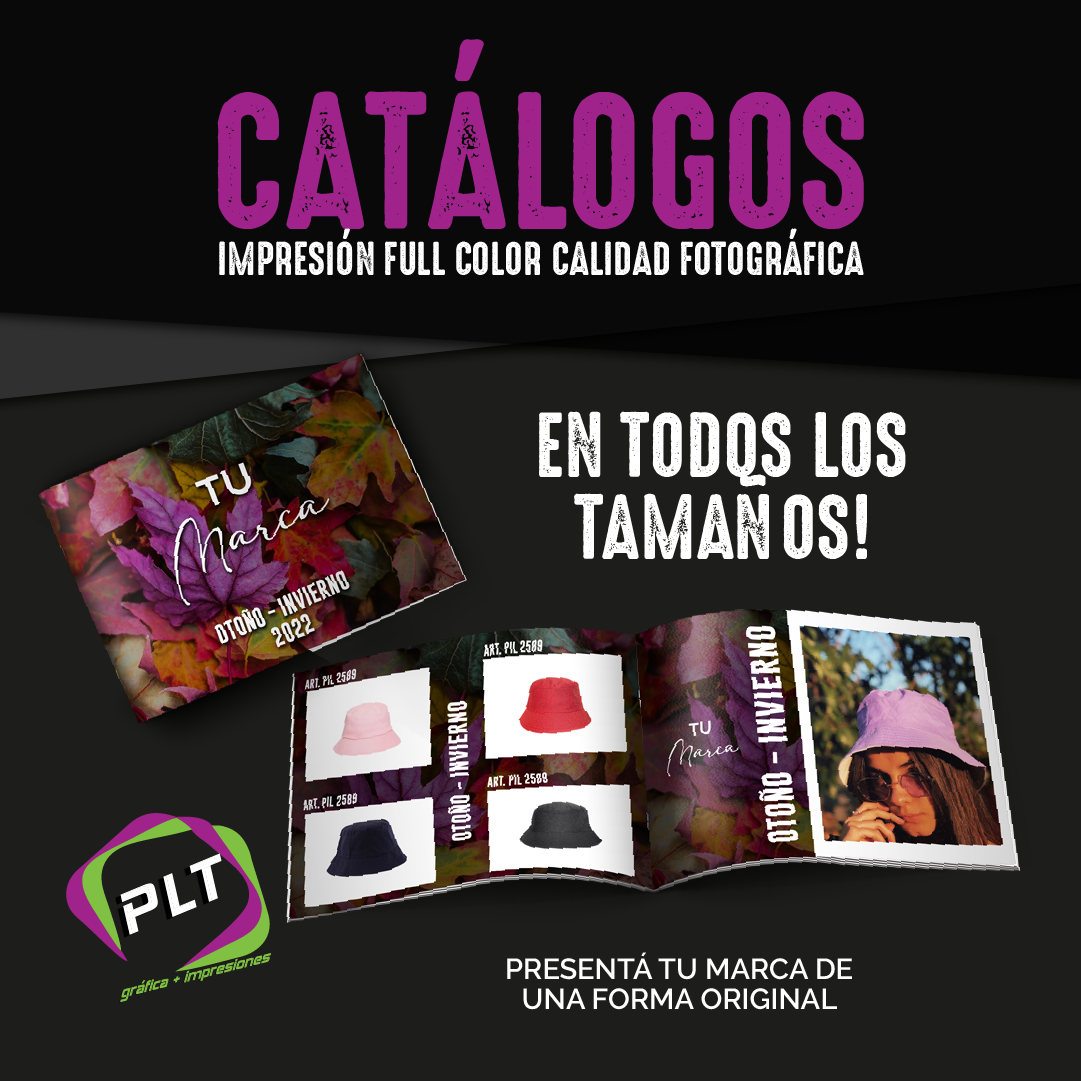 CATÁLOGOS
IMPRESIÓN FULL COLOR CALIDAD FOTOGRÁFICA
EN TODOS LOS
TAMAÑOS!
TU
Marca
OTOÑO - INVIERNO
2022
ART. PIL 2589
ART. PIL 2589
ART. PIL 2589
ART. PIL 2589
OTOÑO - INVIERNO
TU
Marca
OTOÑO - INVIERNO
PLT
gráfica + impresiones
PRESENTÁ TU MARCA DE
UNA FORMA ORIGINAL